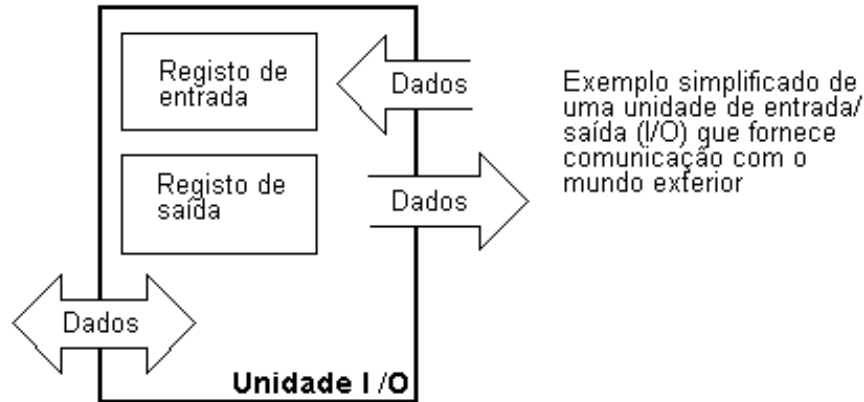 Registo de
entrada
Dados
Exemplo simplificado de
uma unidade de entrada/
saída (I/O) que fornece
comunicação com o
mundo exterior
Registo de
saída
Dados
Dados
Unidade I /O